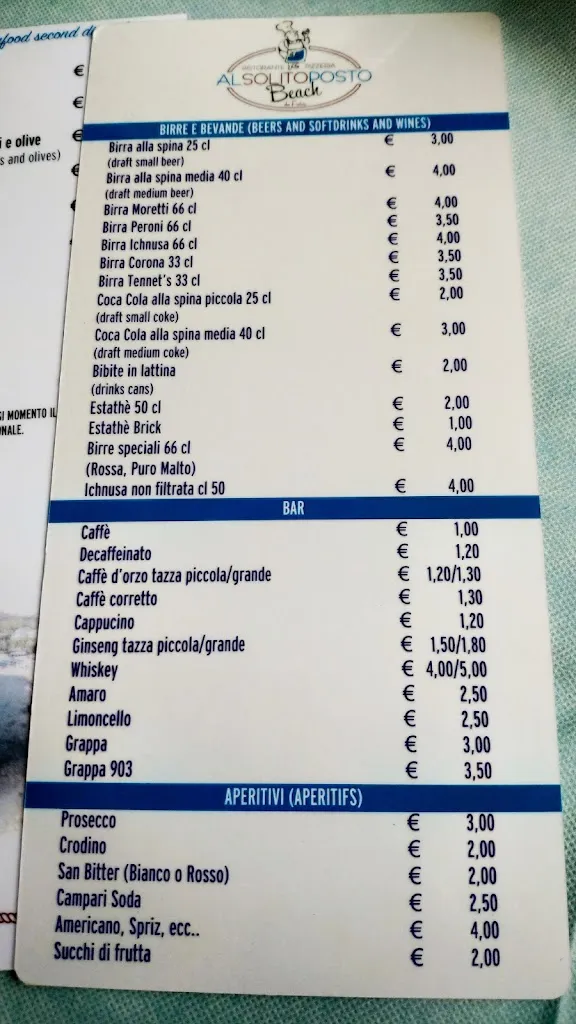 food second di
€
€
€
i e olive
s and olives)
€
SI MOMENTO IL
ONALE.
RISTORANTE PIZZERIA
ALSOLITOPOSTO
Beach
BIRRE E BEVANDE (BEERS AND SOFTDRINKS AND WINES)
Birra alla spina 25 cl € 3,00
(draft small beer)
Birra alla spina media 40 cl € 4,00
(draft medium beer)
Birra Moretti 66 cl € 4,00
Birra Peroni 66 cl € 3,50
Birra Ichnusa 66 cl € 4,00
Birra Corona 33 cl € 3,50
Birra Tennet's 33 cl € 3,50
Coca Cola alla spina piccola 25 cl € 2,00
(draft small coke)
Coca Cola alla spina media 40 cl € 3,00
(draft medium coke)
Bibite in lattina € 2,00
(drinks cans)
Estathè 50 cl € 2,00
Estathè Brick € 1,00
Birre speciali 66 cl € 4,00
(Rossa, Puro Malto)
Ichnusa non filtrata cl 50 € 4,00
BAR
Caffè € 1,00
Decaffeinato € 1,20
Caffè d'orzo tazza piccola/grande € 1,20/1,30
Caffè corretto € 1,30
Cappucino € 1,20
Ginseng tazza piccola/grande € 1,50/1,80
Whiskey € 4,00/5,00
Amaro € 2,50
Limoncello € 2,50
Grappa € 3,00
Grappa 903 € 3,50
APERITIVI (APERITIFS)
Prosecco € 3,00
Crodino € 2,00
San Bitter (Bianco o Rosso) € 2,00
Campari Soda € 2,50
Americano, Spriz, ecc.. € 4,00
Succhi di frutta € 2,00